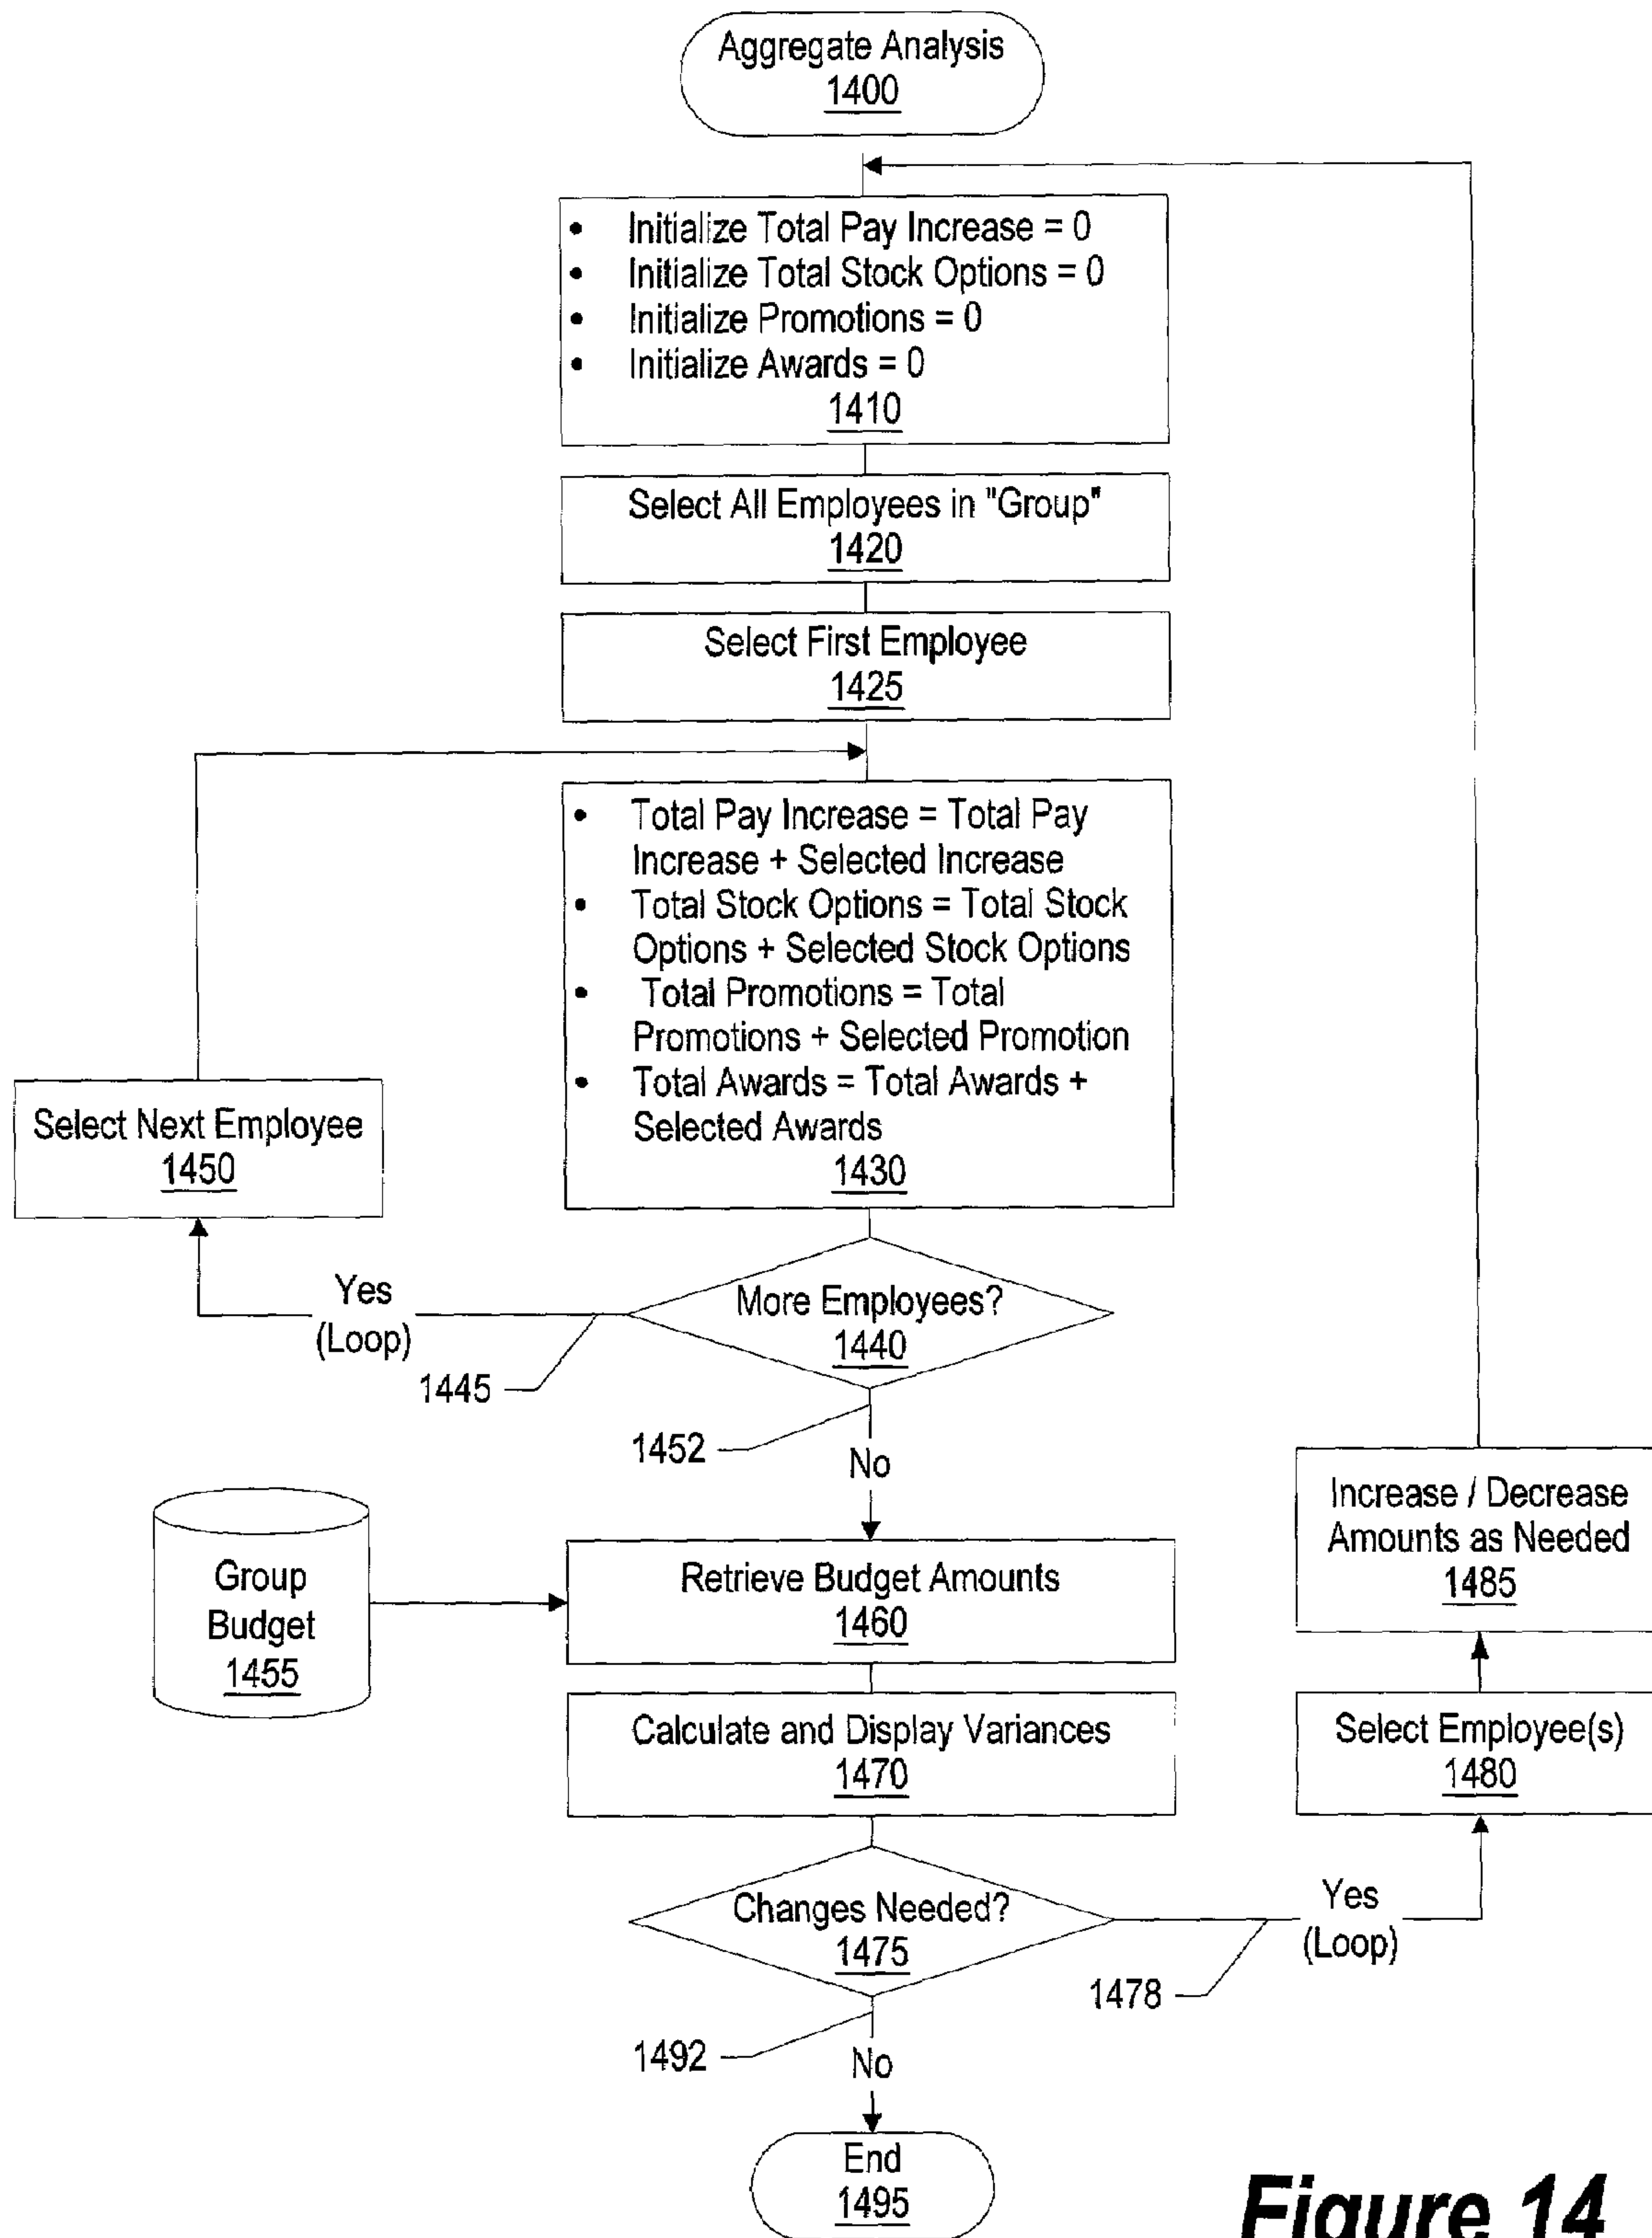 Aggregate Analysis
1400
• Initialize Total Pay Increase = 0
• Initialize Total Stock Options = 0
• Initialize Promotions = 0
• Initialize Awards = 0
1410
Select All Employees in "Group"
1420
Select First Employee
1425
• Total Pay Increase = Total Pay
Increase + Selected Increase
• Total Stock Options = Total Stock
Options + Selected Stock Options
• Total Promotions = Total
Promotions + Selected Promotion
• Total Awards = Total Awards +
Selected Awards
1430
Select Next Employee
1450
Yes
(Loop)
1445
More Employees?
1440
1452
No
Group
Budget
1455
Retrieve Budget Amounts
1460
Increase / Decrease
Amounts as Needed
1485
Calculate and Display Variances
1470
Select Employee(s)
1480
Changes Needed?
1475
Yes
(Loop)
1478
1492
No
End
1495
Figure 14